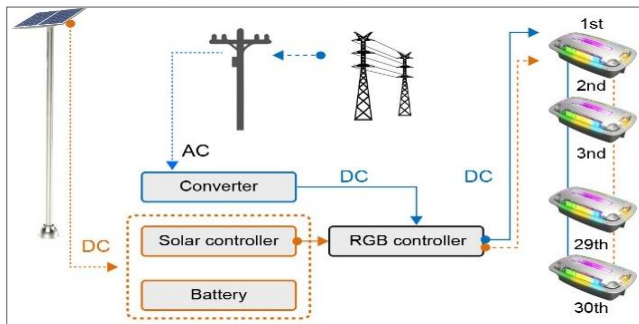 1st
2nd
AC
3nd
Converter
DC
DC
DC
Solar controller
RGB controller
29th
Battery
30th